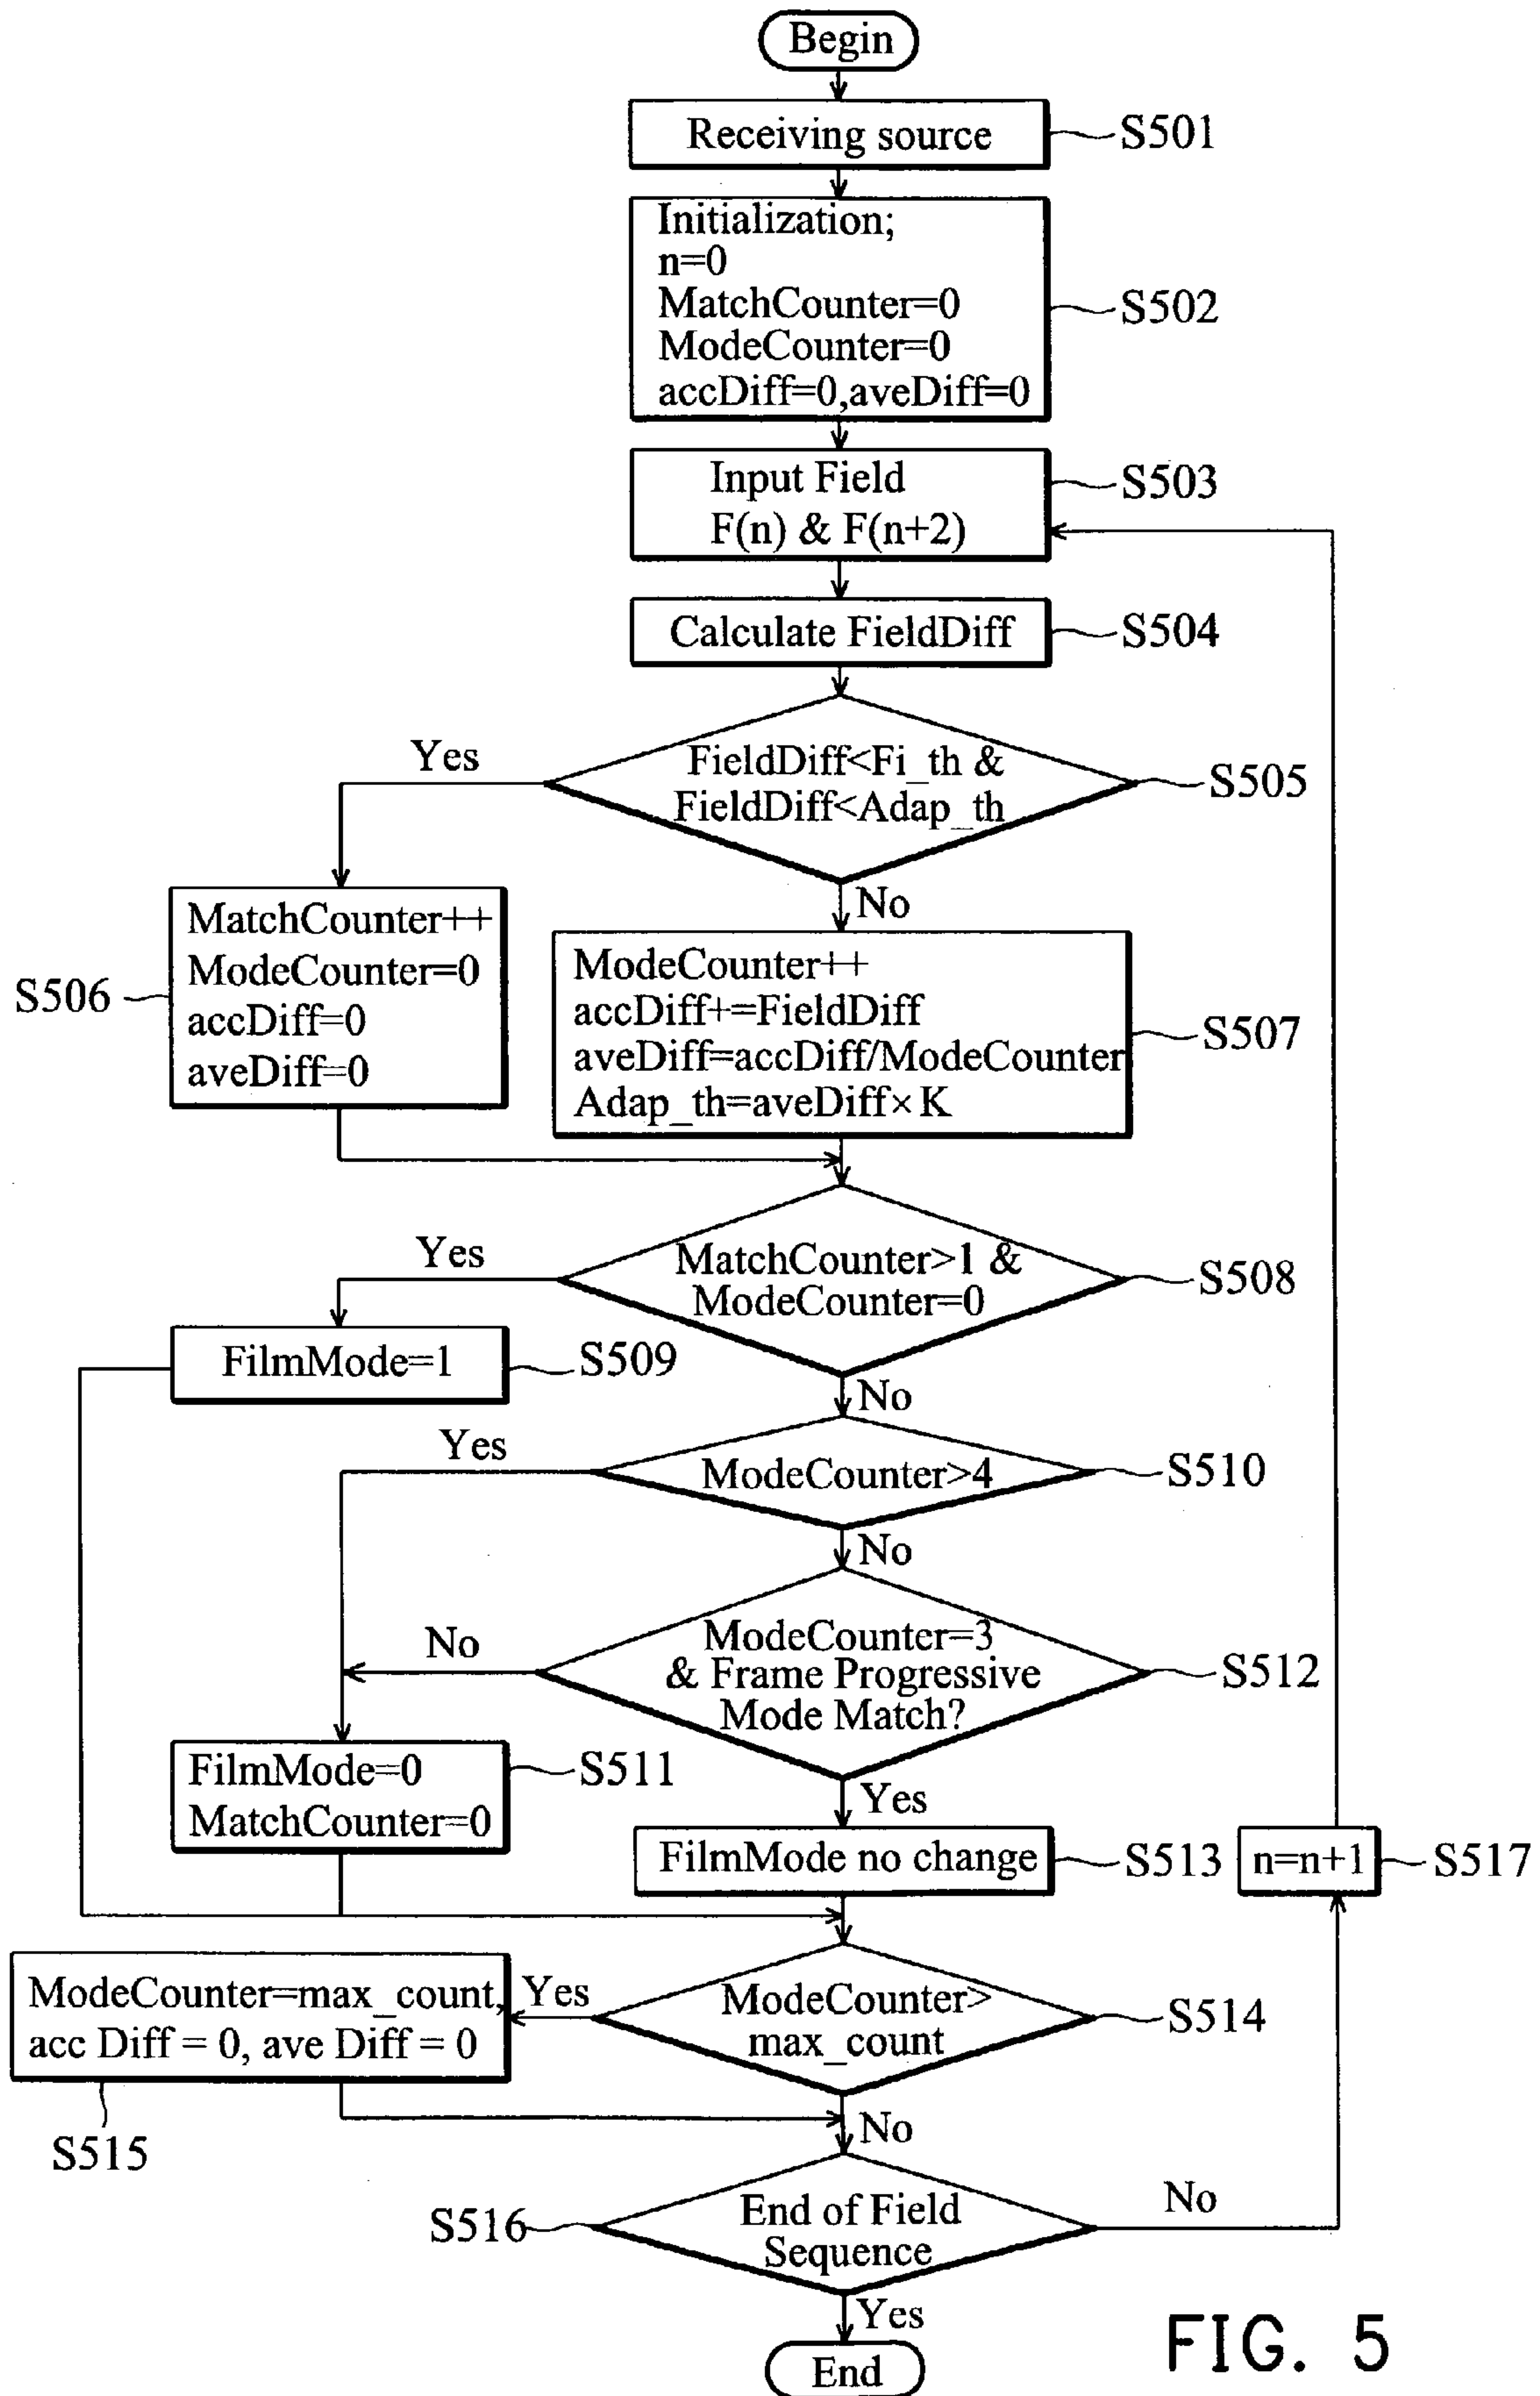 Begin
Receiving source
S501
Initialization;
n=0
MatchCounter=0
ModeCounter=0
accDiff=0,aveDiff=0
S502
Input Field
F(n) & F(n+2)
S503
Calculate FieldDiff
S504
Yes
FieldDiff<Fi_th &
FieldDiff<Adap_th
S505
No
MatchCounter++
ModeCounter=0
accDiff=0
aveDiff=0
S506
ModeCounter++
accDiff+=FieldDiff
aveDiff=accDiff/ModeCounter
Adap_th=aveDiff×K
S507
Yes
MatchCounter>1 &
ModeCounter=0
S508
FilmMode=1
S509
No
Yes
ModeCounter>4
S510
No
No
ModeCounter=3
& Frame Progressive
Mode Match?
S512
FilmMode=0
MatchCounter=0
S511
Yes
FilmMode no change
S513
n=n+1
S517
ModeCounter=max_count,
acc Diff = 0, ave Diff = 0
Yes
ModeCounter>
max_count
S514
S515
No
S516
End of Field
Sequence
No
Yes
End
FIG. 5